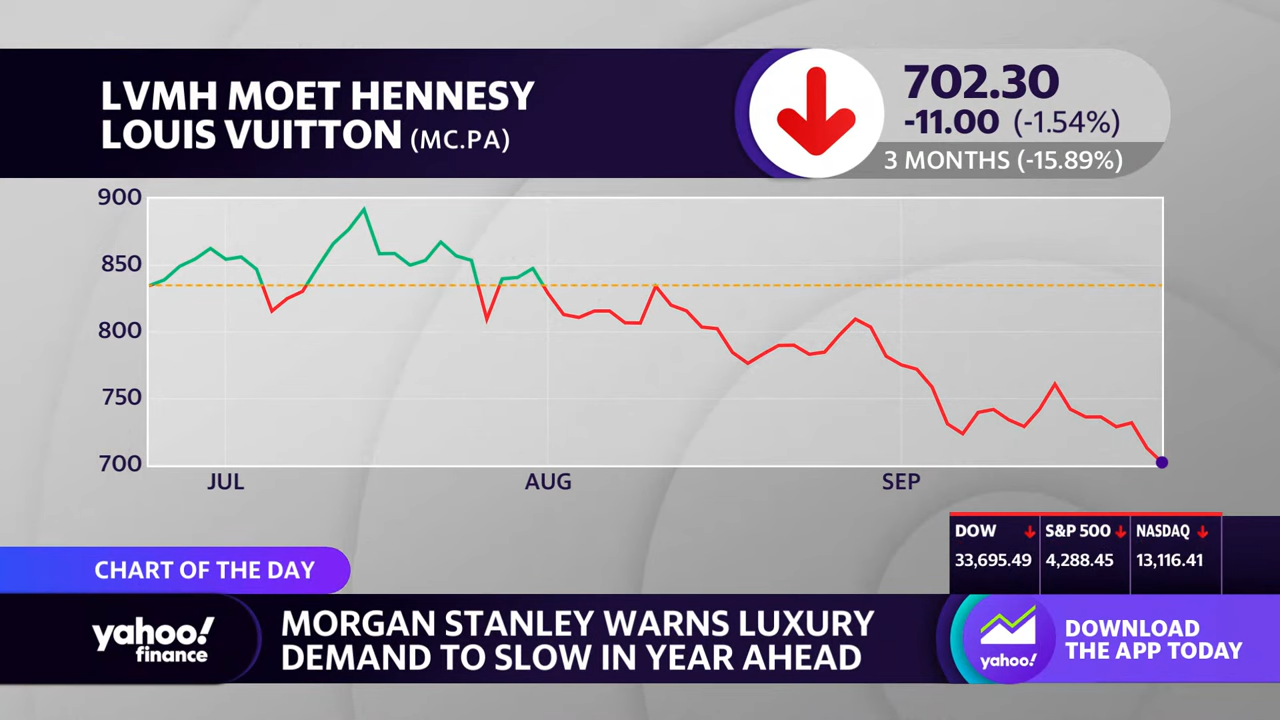 LVMH MOET HENNESY
LOUIS VUITTON (MC.PA)
702.30
-11.00 (-1.54%)
3 MONTHS (-15.89%)
900
850
800
750
700
JUL AUG SEP
DOW S&P 500 NASDAQ
33,695.49 4,288.45 13,116.41
CHART OF THE DAY
yahoo!
finance
MORGAN STANLEY WARNS LUXURY
DEMAND TO SLOW IN YEAR AHEAD
yahoo!
DOWNLOAD
THE APP TODAY